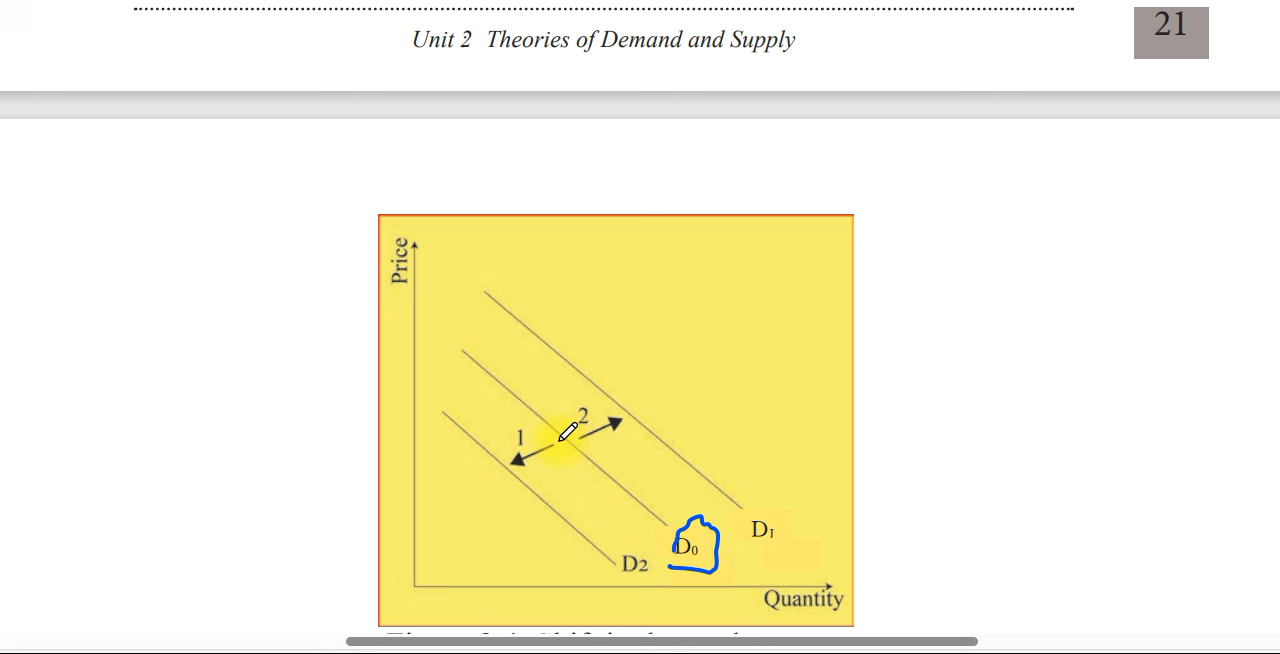 Unit 2 Theories of Demand and Supply
21
Price
2
1
D₁
D₀
D2
Quantity